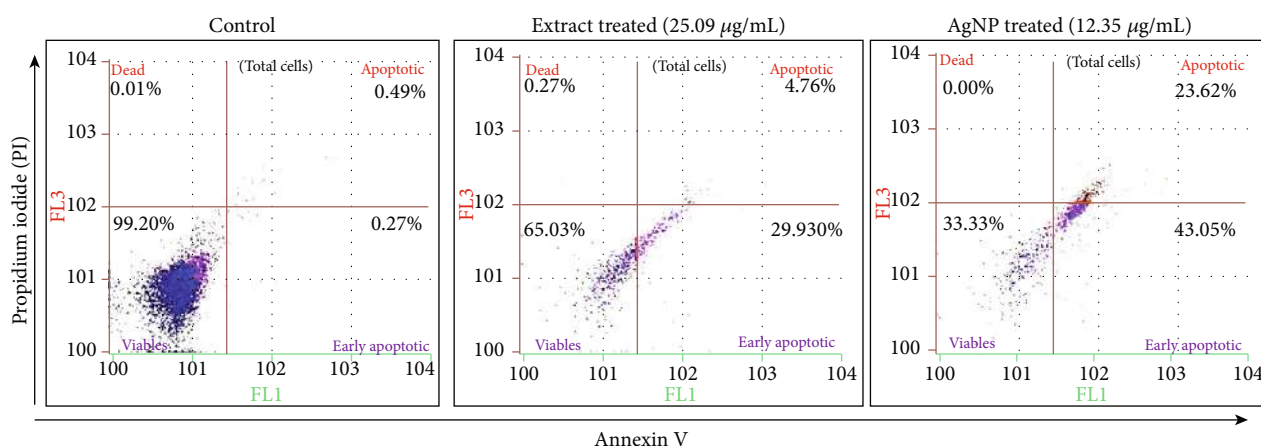 Control
Extract treated (25.09 µg/mL)
AgNP treated (12.35 µg/mL)
Propidium iodide (PI)
FL3
104
103
102
101
100
Dead
0.01%
(Total cells)
Apoptotic
0.49%
99.20%
0.27%
Viables
Early apoptotic
100 101 102 103 104
FL1
FL3
104
103
102
101
100
Dead
0.27%
(Total cells)
Apoptotic
4.76%
65.03%
29.930%
Viables
Early apoptotic
100 101 102 103 104
FL1
FL3
104
103
102
101
100
Dead
0.00%
(Total cells)
Apoptotic
23.62%
33.33%
43.05%
Viables
Early apoptotic
100 101 102 103 104
FL1
Annexin V